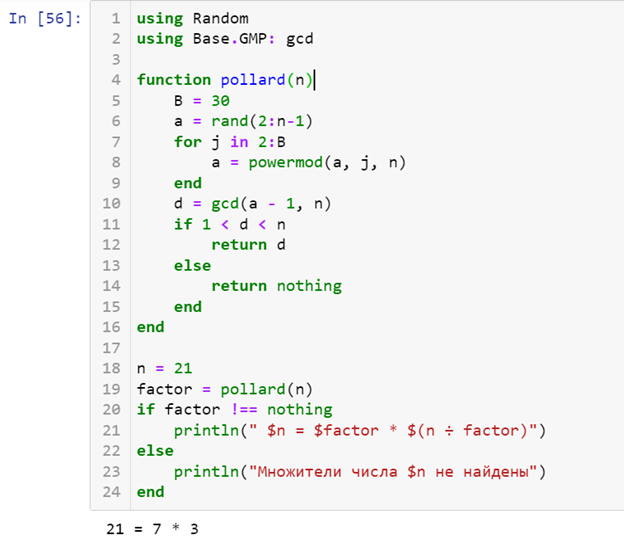 In [56]:
1 using Random
2 using Base.GMP: gcd
3
4 function pollard(n)
5     B = 30
6     a = rand(2:n-1)
7     for j in 2:B
8         a = powermod(a, j, n)
9     end
10     d = gcd(a - 1, n)
11     if 1 < d < n
12         return d
13     else
14         return nothing
15     end
16 end
17
18 n = 21
19 factor = pollard(n)
20 if factor !== nothing
21     println(" $n = $factor * $(n ÷ factor)")
22 else
23     println("Множители числа $n не найдены")
24 end
21 = 7 * 3